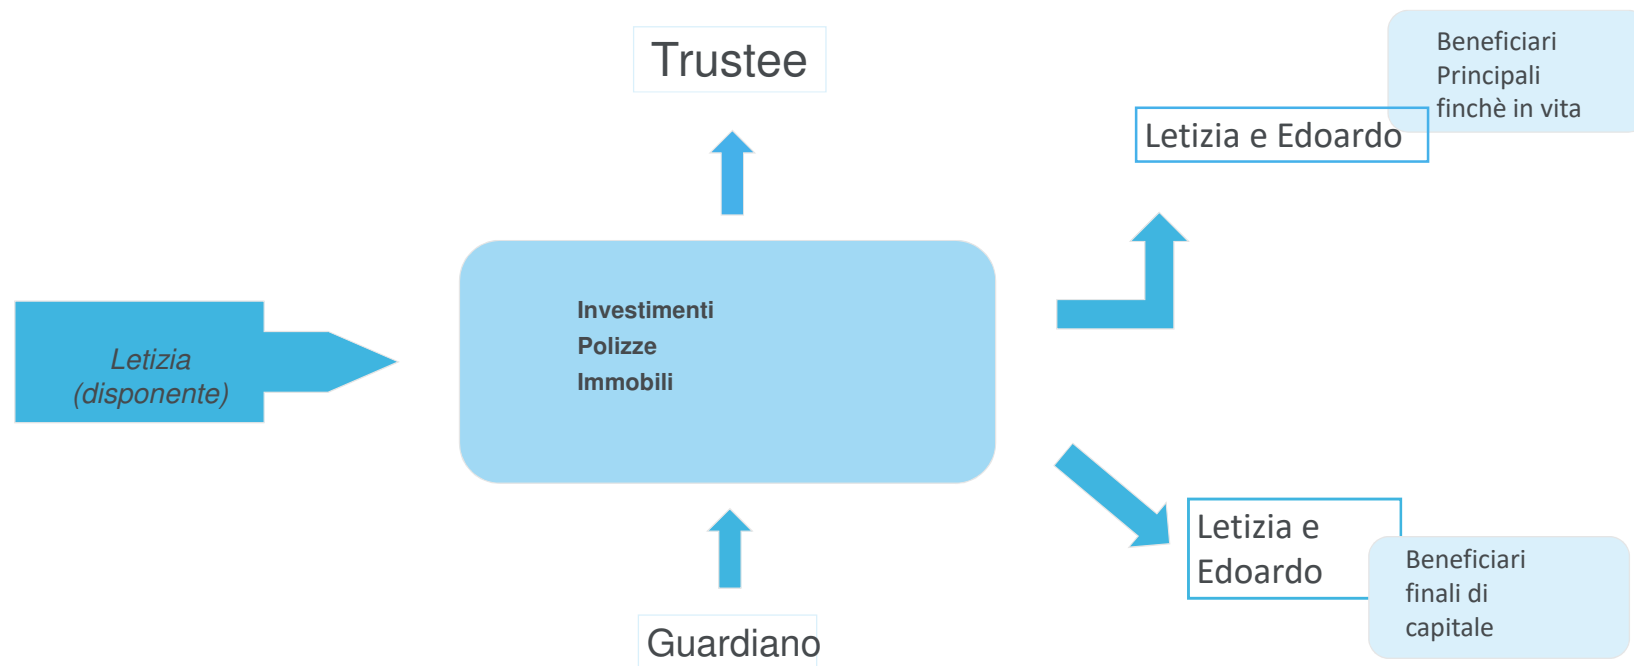 Trustee
Beneficiari
Principali
finchè in vita
Letizia e Edoardo
Investimenti
Polizze
Immobili
Letizia
(disponente)
Letizia e
Edoardo
Beneficiari
finali di
capitale
Guardiano